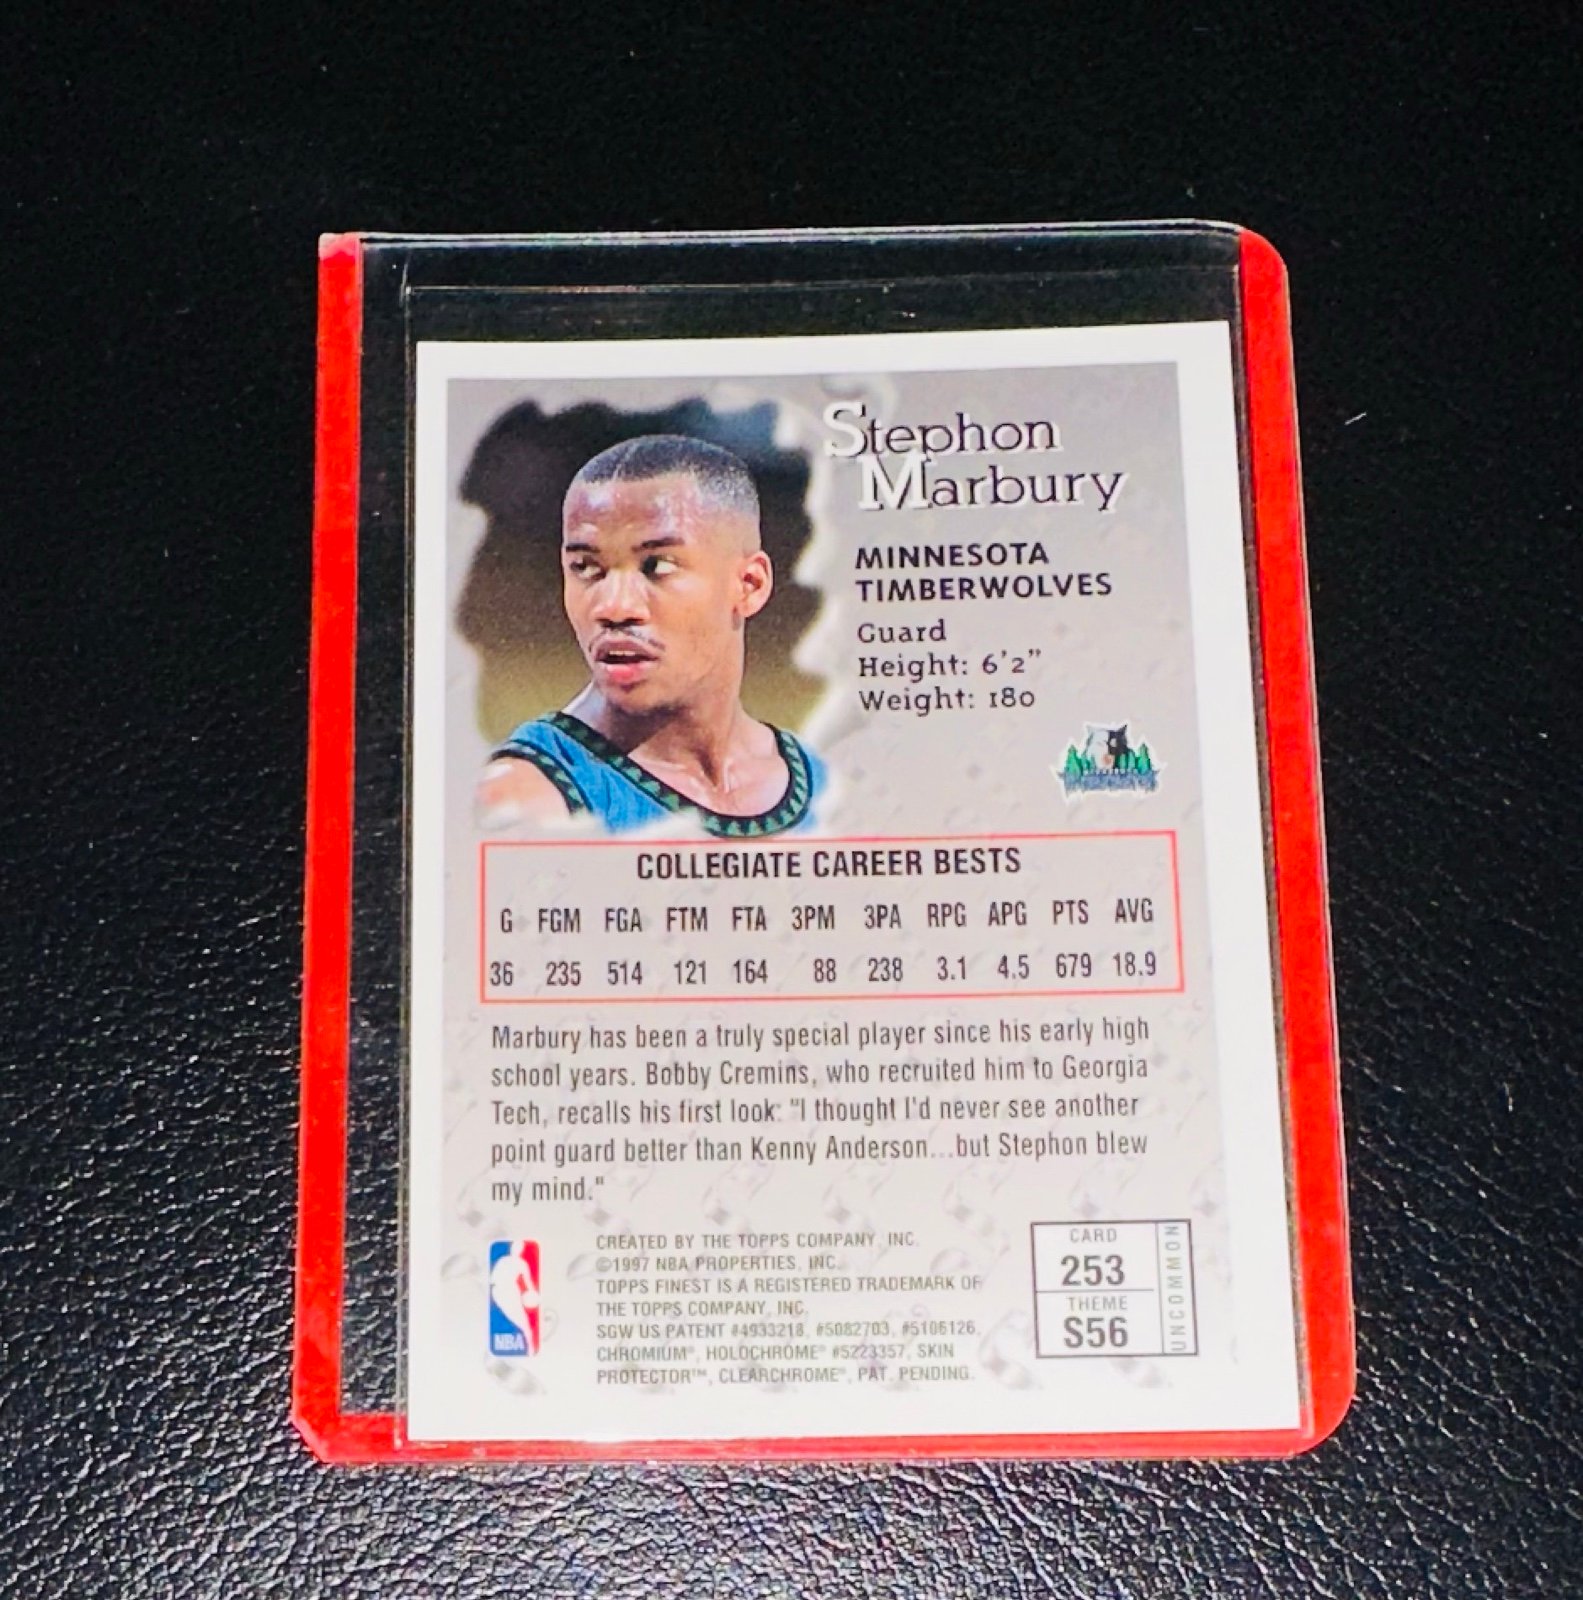 Stephon
Marbury
MINNESOTA
TIMBERWOLVES
Guard
Height: 6'2"
Weight: 180
COLLEGIATE CAREER BESTS
G FGM FGA FTM FTA 3PM 3PA RPG APG PTS AVG
36 235 514 121 164 88 238 3.1 4.5 679 18.9
Marbury has been a truly special player since his early high
school years. Bobby Cremins, who recruited him to Georgia
Tech, recalls his first look: "I thought I'd never see another
point guard better than Kenny Anderson...but Stephon blew
my mind."
CREATED BY THE TOPPS COMPANY, INC.
©1997 NBA PROPERTIES, INC.
TOPPS FINEST IS A REGISTERED TRADEMARK OF
THE TOPPS COMPANY, INC.
SGW US PATENT #4933218, #5082703, #5106126,
CHROMIUM®, HOLOCHROME® #5223357, SKIN
PROTECTOR™, CLEARCHROME®, PAT. PENDING.
NBA
CARD
253
THEME
S56
UNCOMMON